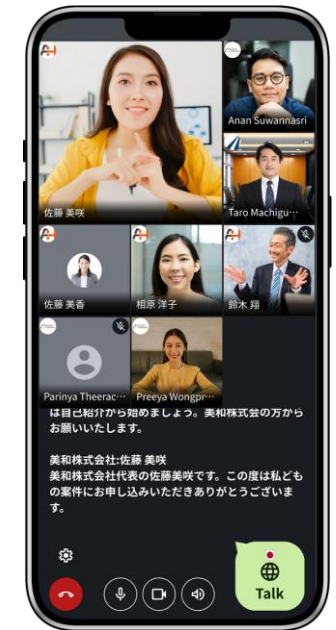 佐藤 美咲
Anan Suwannasri
Taro Machigu…
佐藤 美香
相原 洋子
鈴木 翔
Parinya Theerac…
Preeya Wongpr…
は自己紹介から始めましょう。美和株式会の方から
お願いいたします。
美和株式会社:佐藤 美咲
美和株式会社代表の佐藤美咲です。この度は私ども
の案件にお申し込みいただきありがとうございま
す。
Talk